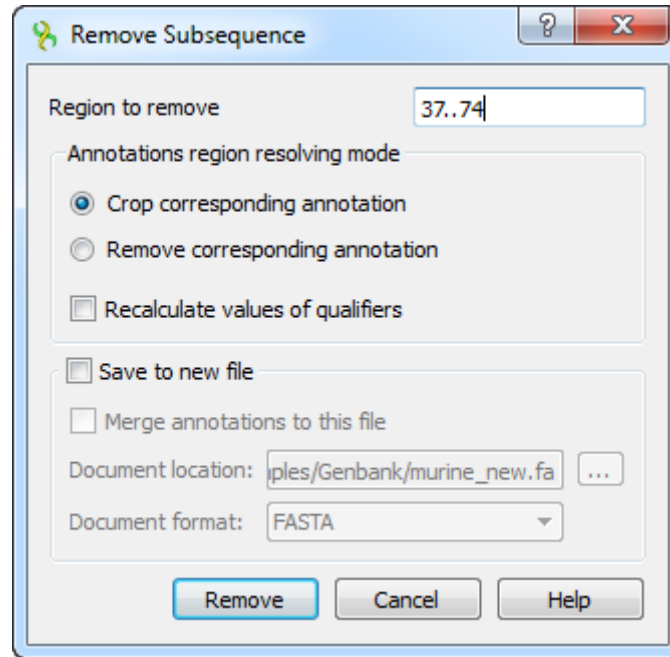 Remove Subsequence
Region to remove 37..74
Annotations region resolving mode
Crop corresponding annotation
Remove corresponding annotation
Recalculate values of qualifiers
Save to new file
Merge annotations to this file
Document location: ples/Genbank/murine_new.fa ...
Document format: FASTA
Remove Cancel Help